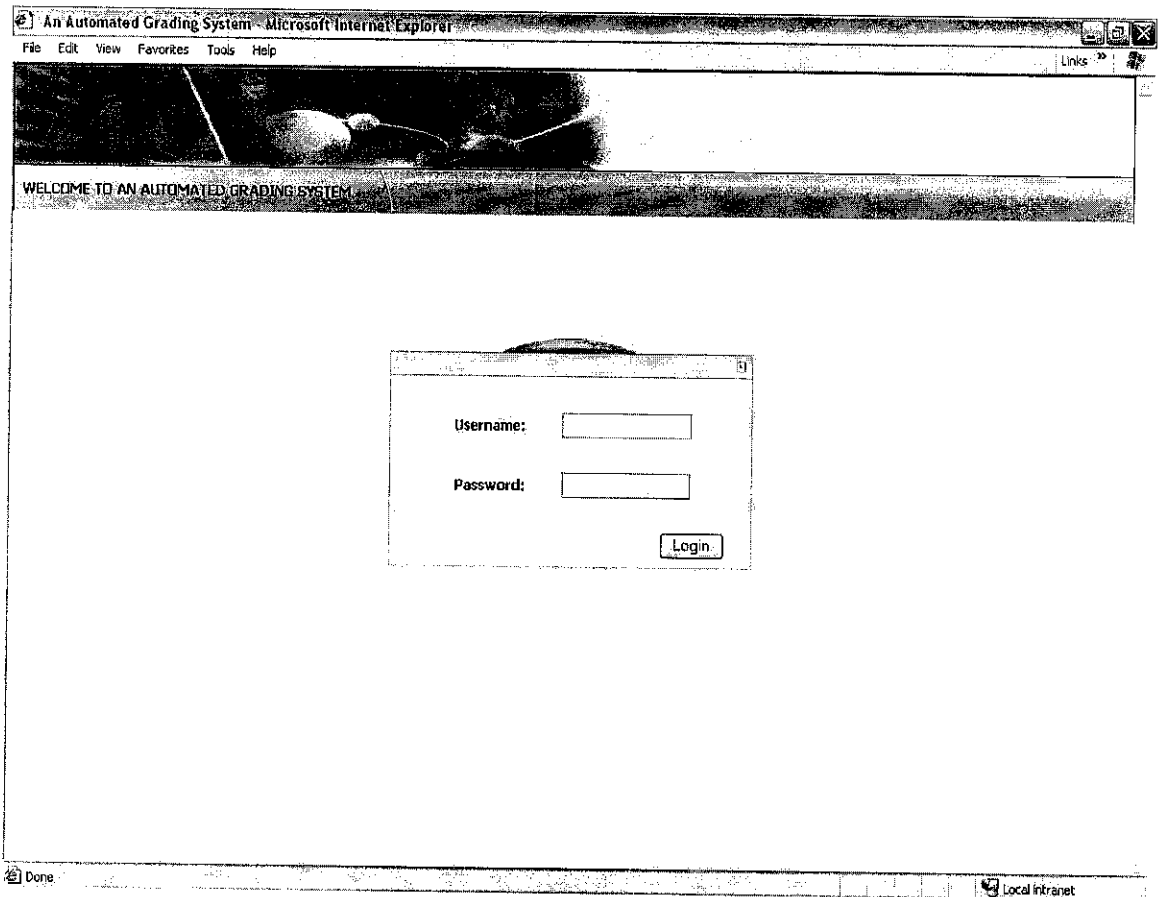 An Automated Grading System - Microsoft Internet Explorer
File Edit View Favorites Tools Help
Links »
WELCOME TO AN AUTOMATED GRADING SYSTEM
Username:
Password:
Login
Done
Local intranet